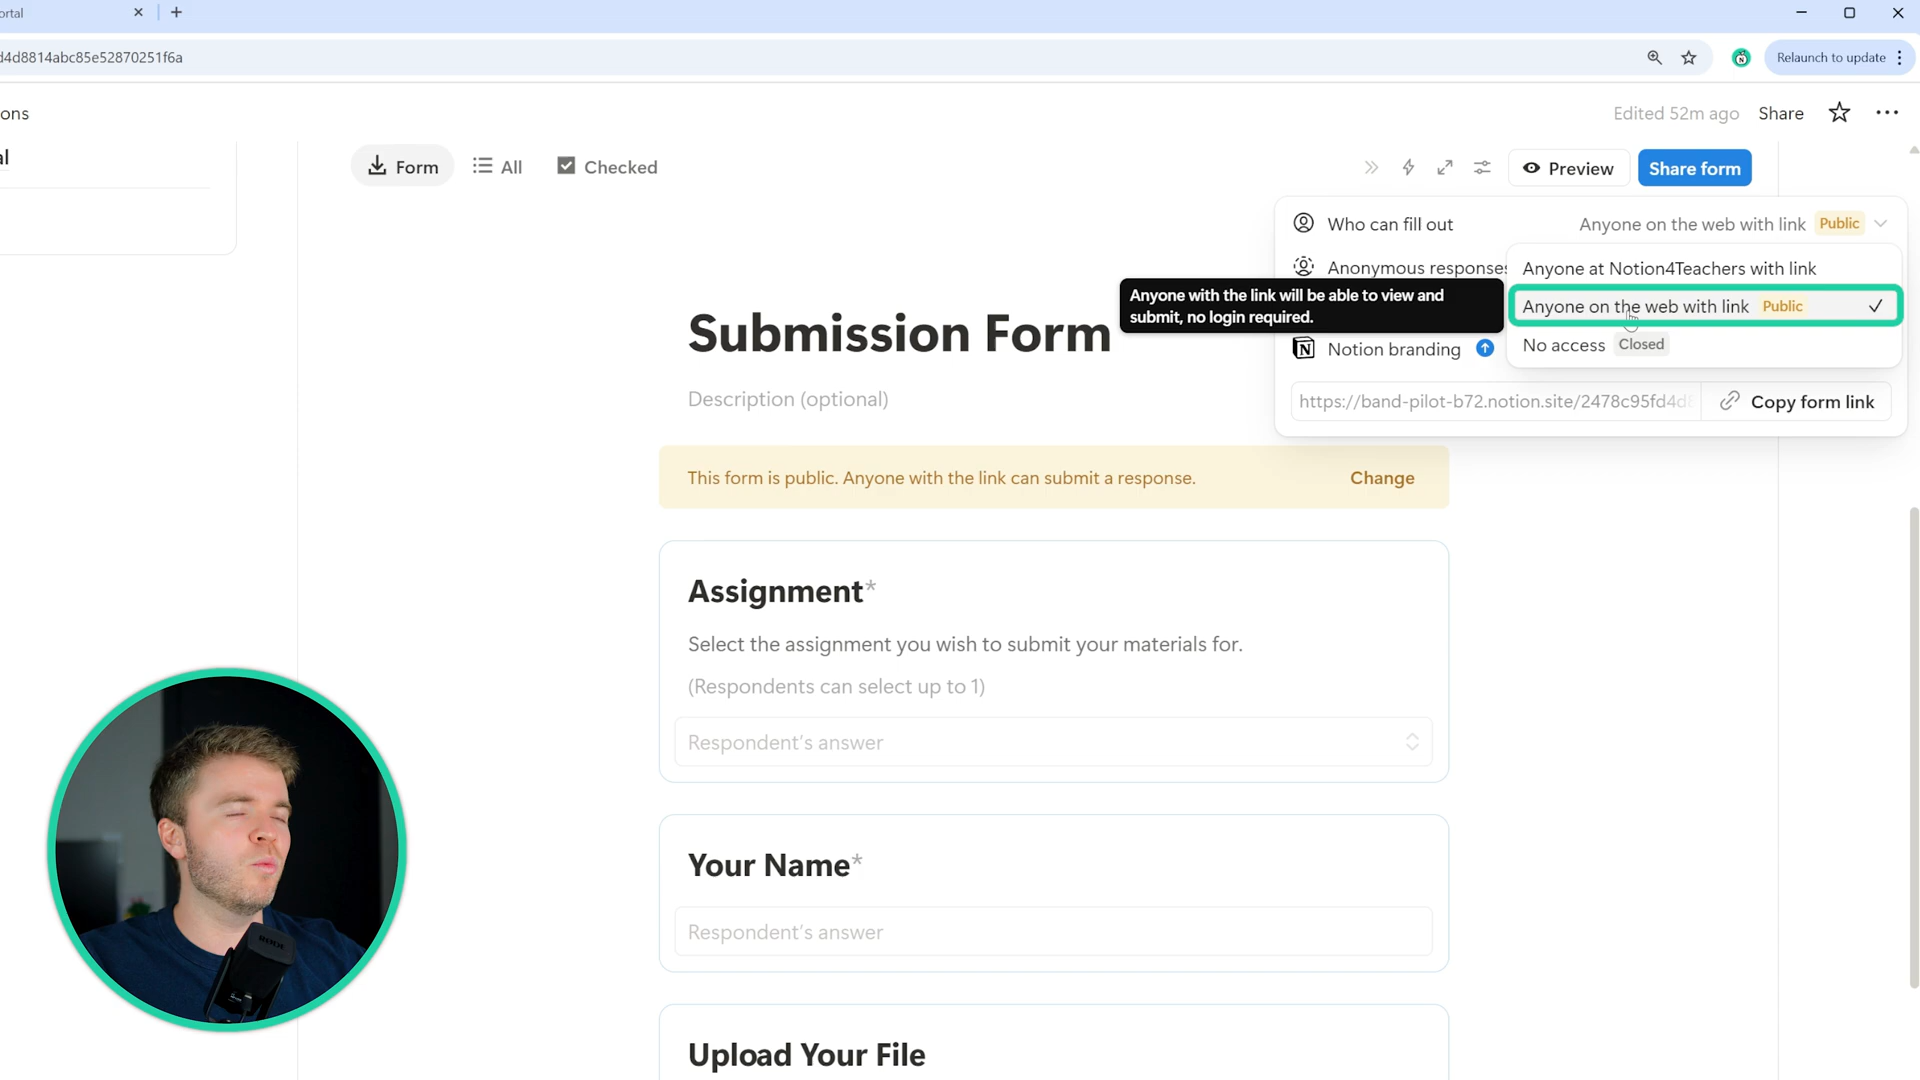 ortal
d4d8814abc85e52870251f6a
Relaunch to update
ons
Edited 52m ago
Share
al
Form
All
Checked
Preview
Share form
Who can fill out
Anyone on the web with link Public
Anonymous responses
Anyone at Notion4Teachers with link
Anyone with the link will be able to view and
submit, no login required.
Anyone on the web with link Public
Notion branding
No access Closed
https://band-pilot-b72.notion.site/2478c95fd4d8
Copy form link
Submission Form
Description (optional)
This form is public. Anyone with the link can submit a response.
Change
Assignment*
Select the assignment you wish to submit your materials for.
(Respondents can select up to 1)
Respondent's answer
Your Name*
Respondent's answer
Upload Your File
RODE